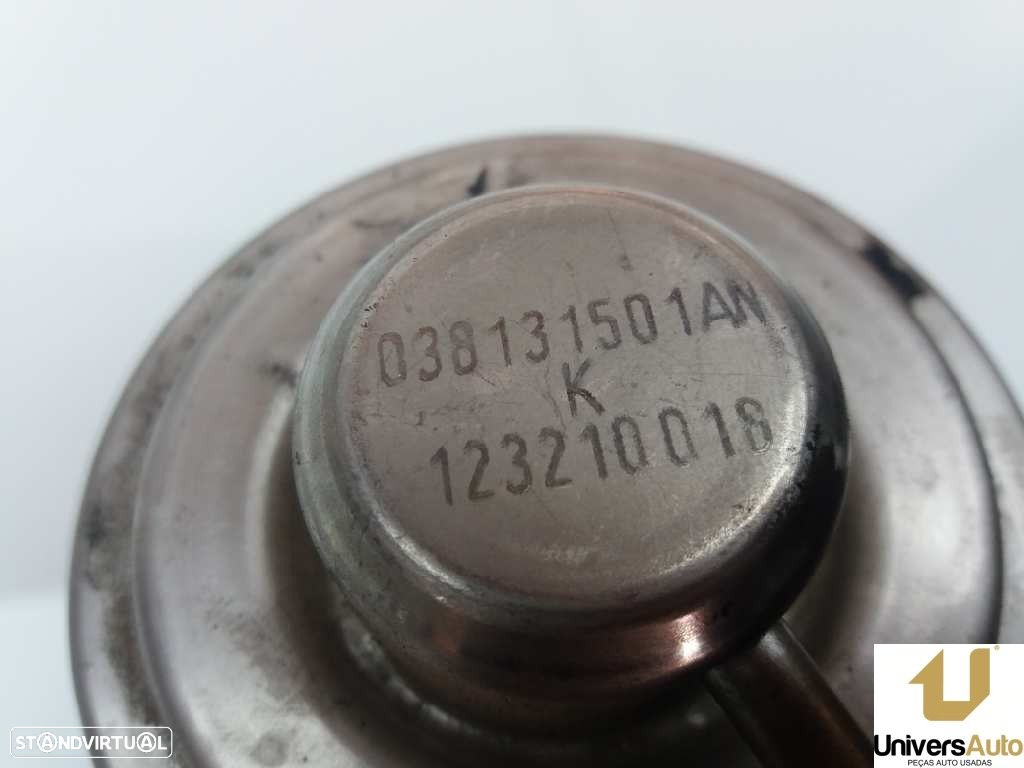 038131501AN
K
123210018
STANDVIRTUAL
UniversAuto
PEÇAS AUTO USADAS